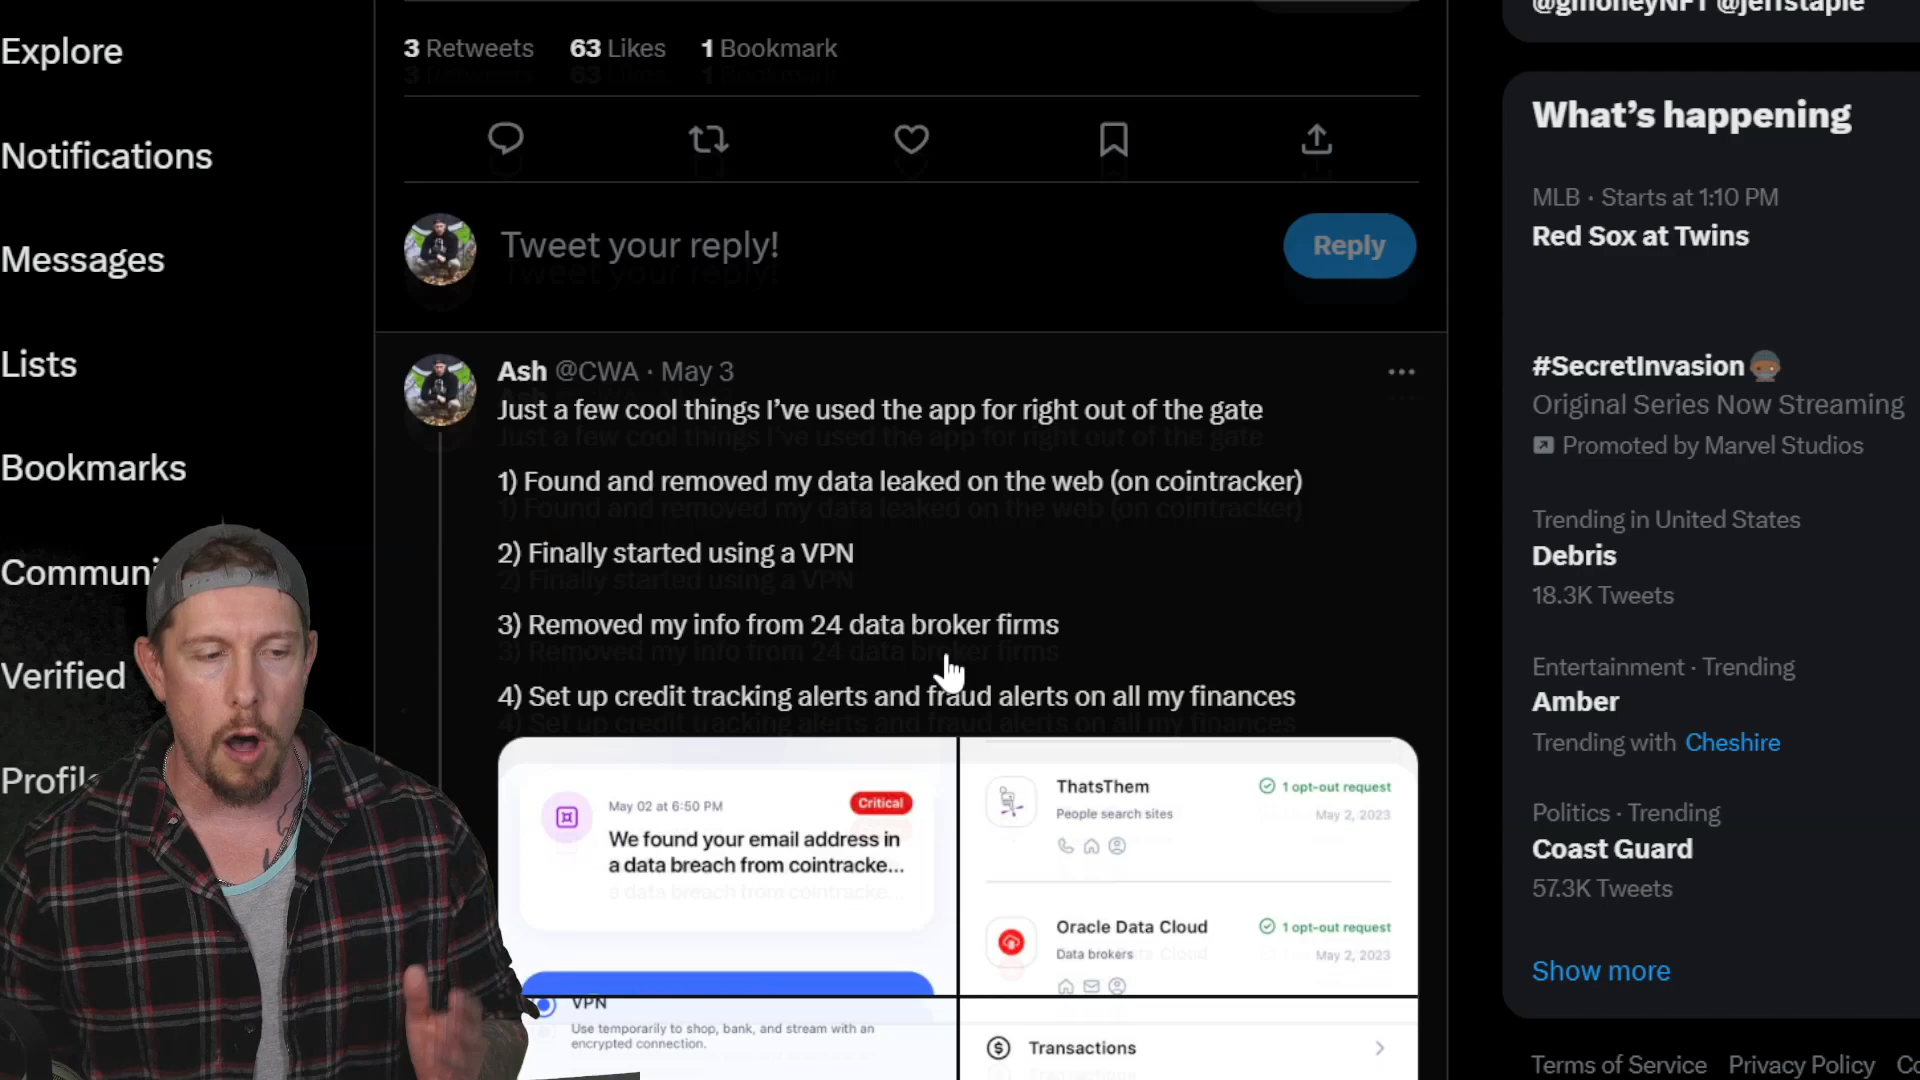 Explore
Notifications
Messages
Lists
Bookmarks
Communi
Verified
Profil
3 Retweets 63 Likes 1 Bookmark
Tweet your reply!
Reply
Ash @CWA · May 3
Just a few cool things I've used the app for right out of the gate
1) Found and removed my data leaked on the web (on cointracker)
2) Finally started using a VPN
3) Removed my info from 24 data broker firms
4) Set up credit tracking alerts and fraud alerts on all my finances
May 02 at 6:50 PM
Critical
We found your email address in
a data breach from cointracke...
VPN
Use temporarily to shop, bank, and stream with an
encrypted connection.
ThatsThem
1 opt-out request
People search sites
May 2, 2023
Oracle Data Cloud
1 opt-out request
Data brokers
May 2, 2023
Transactions
@gmoneyNFT @jeffstaple
What's happening
MLB · Starts at 1:10 PM
Red Sox at Twins
#SecretInvasion
Original Series Now Streaming
Promoted by Marvel Studios
Trending in United States
Debris
18.3K Tweets
Entertainment · Trending
Amber
Trending with Cheshire
Politics · Trending
Coast Guard
57.3K Tweets
Show more
Terms of Service Privacy Policy Co